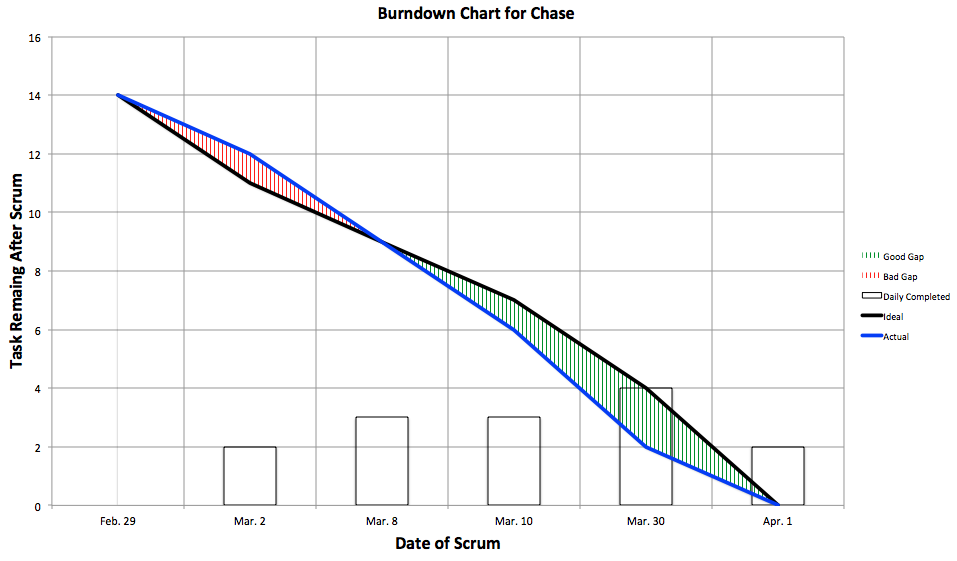 Burndown Chart for Chase
Task Remaing After Scrum
16
14
12
10
8
6
4
2
0
Feb. 29
Mar. 2
Mar. 8
Mar. 10
Mar. 30
Apr. 1
Date of Scrum
Good Gap
Bad Gap
Daily Completed
Ideal
Actual